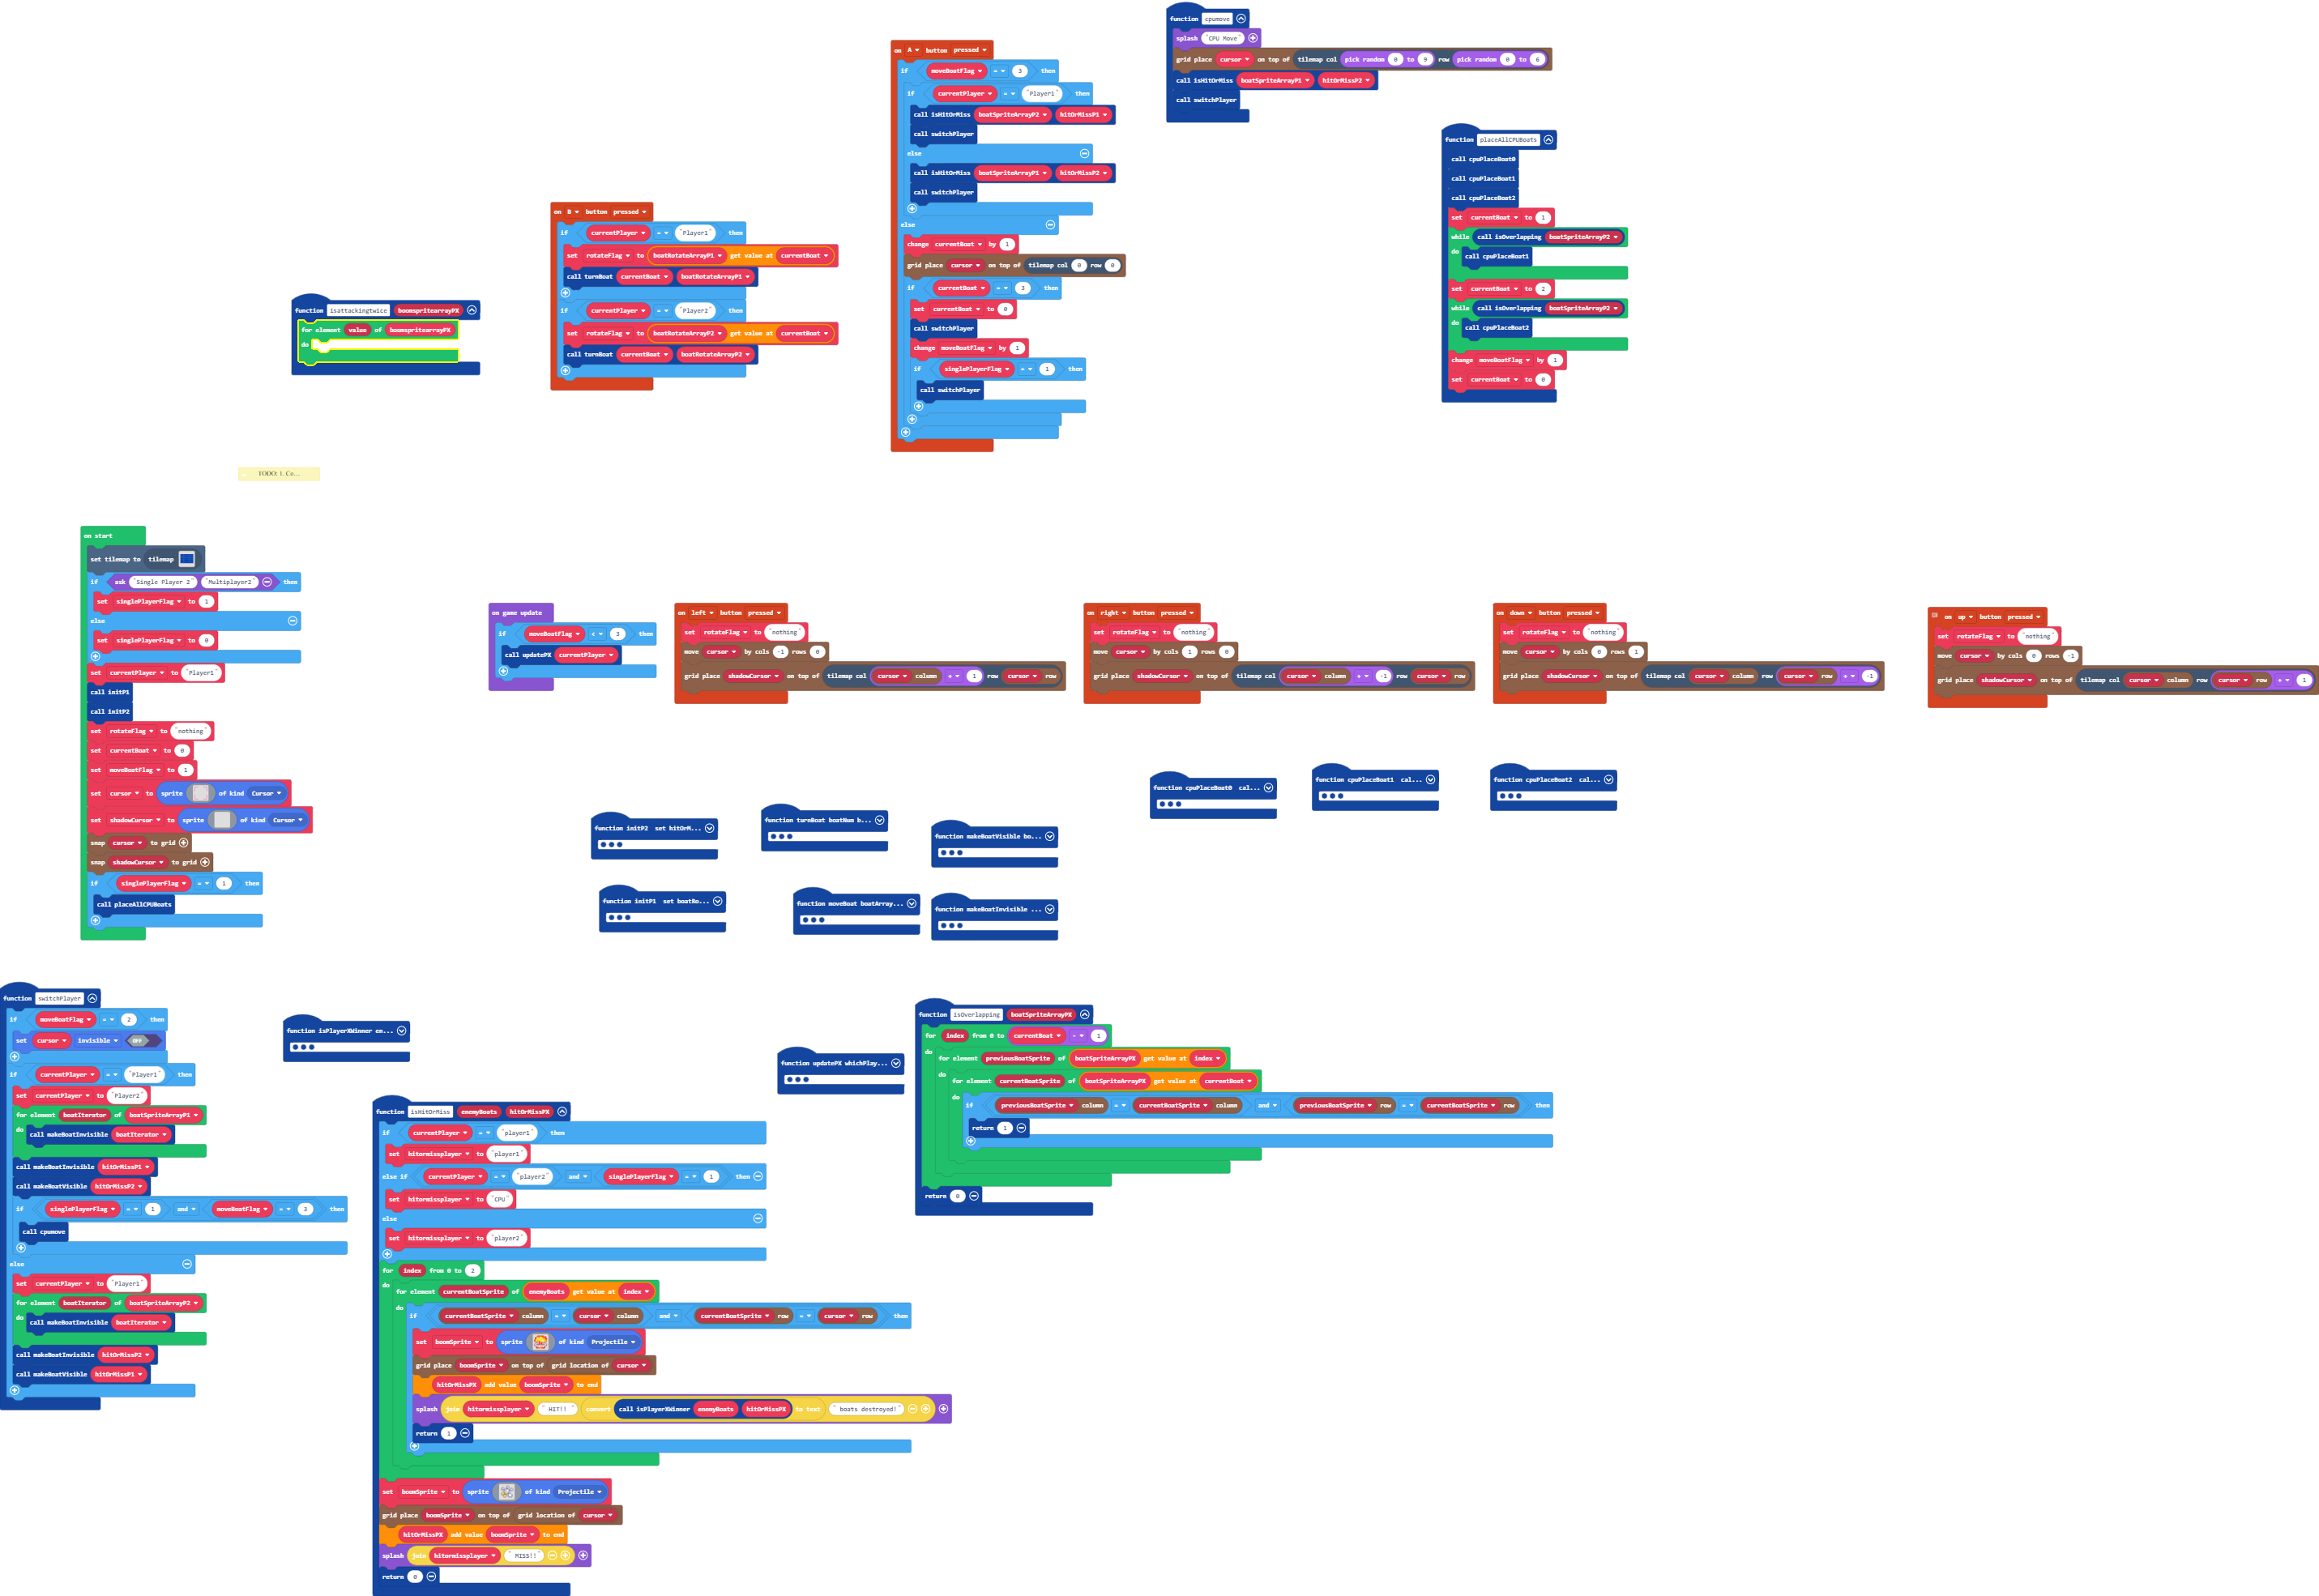 function cpumove
splash "CPU Move"
grid place cursor on top of tilemap col pick random 0 to 9 row pick random 0 to 6
call isHitOrMiss boatSpriteArrayP1 hitOrMissP2
call switchPlayer
on A button pressed
if moveBoatFlag = 3 then
if currentPlayer = "Player1" then
call isHitOrMiss boatSpriteArrayP2 hitOrMissP1
call switchPlayer
else
call isHitOrMiss boatSpriteArrayP1 hitOrMissP2
call switchPlayer
else
change currentBoat by 1
grid place cursor on top of tilemap col 0 row 0
if currentBoat = 3 then
set currentBoat to 0
call switchPlayer
change moveBoatFlag by 1
if singlePlayerFlag = 1 then
call switchPlayer
function placeAllCPUBoats
call cpuPlaceBoat0
call cpuPlaceBoat1
call cpuPlaceBoat2
set currentBoat to 1
while call isOverlapping boatSpriteArrayP2
do call cpuPlaceBoat1
set currentBoat to 2
while call isOverlapping boatSpriteArrayP2
do call cpuPlaceBoat2
change moveBoatFlag by 1
set currentBoat to 0
on B button pressed
if currentPlayer = "Player1" then
set rotateFlag to boatRotateArrayP1 get value at currentBoat
call turnBoat currentBoat boatRotateArrayP1
if currentPlayer = "Player2" then
set rotateFlag to boatRotateArrayP2 get value at currentBoat
call turnBoat currentBoat boatRotateArrayP2
function isattackingtwice boomspritearrayPX
for element value of boomspritearrayPX
do
TODO: 1. Co...
on start
set tilemap to tilemap
if ask "Single Player 2" "Multiplayer2" then
set singlePlayerFlag to 1
else
set singlePlayerFlag to 0
set currentPlayer to "Player1"
call initP1
call initP2
set rotateFlag to "nothing"
set currentBoat to 0
set moveBoatFlag to 1
set cursor to sprite of kind Cursor
set shadowCursor to sprite of kind Cursor
snap cursor to grid
snap shadowCursor to grid
if singlePlayerFlag = 1 then
call placeAllCPUBoats
on game update
if moveBoatFlag < 3 then
call updatePX currentPlayer
on left button pressed
set rotateFlag to "nothing"
move cursor by cols -1 rows 0
grid place shadowCursor on top of tilemap col cursor column + 1 row cursor row
on right button pressed
set rotateFlag to "nothing"
move cursor by cols 1 rows 0
grid place shadowCursor on top of tilemap col cursor column + -1 row cursor row
on down button pressed
set rotateFlag to "nothing"
move cursor by cols 0 rows 1
grid place shadowCursor on top of tilemap col cursor column row cursor row + -1
on up button pressed
set rotateFlag to "nothing"
move cursor by cols 0 rows -1
grid place shadowCursor on top of tilemap col cursor column row cursor row + 1
function cpuPlaceBoat0 cal...
function cpuPlaceBoat1 cal...
function cpuPlaceBoat2 cal...
function initP2 set hitOrM...
function turnBoat boatNum b...
function makeBoatVisible bo...
function initP1 set boatRo...
function moveBoat boatArray...
function makeBoatInvisible ...
function switchPlayer
if moveBoatFlag = 2 then
set cursor invisible OFF
if currentPlayer = "Player1" then
set currentPlayer to "Player2"
for element boatIterator of boatSpriteArrayP1
do call makeBoatInvisible boatIterator
call makeBoatInvisible hitOrMissP1
call makeBoatVisible hitOrMissP2
if singlePlayerFlag = 1 and moveBoatFlag = 3 then
call cpumove
else
set currentPlayer to "Player1"
for element boatIterator of boatSpriteArrayP2
do call makeBoatInvisible boatIterator
call makeBoatInvisible hitOrMissP2
call makeBoatVisible hitOrMissP1
function isPlayerXWinner en...
function updatePX whichPlay...
function isOverlapping boatSpriteArrayPX
for index from 0 to currentBoat - 1
do for element previousBoatSprite of boatSpriteArrayPX get value at index
do for element currentBoatSprite of boatSpriteArrayPX get value at currentBoat
do if previousBoatSprite column = currentBoatSprite column and previousBoatSprite row = currentBoatSprite row then
return 1
return 0
function isHitOrMiss enemyBoats hitOrMissPX
if currentPlayer = "player1" then
set hitormissplayer to "player1"
else if currentPlayer = "player2" and singlePlayerFlag = 1 then
set hitormissplayer to "CPU"
else
set hitormissplayer to "player2"
for index from 0 to 2
do for element currentBoatSprite of enemyBoats get value at index
do if currentBoatSprite column = cursor column and currentBoatSprite row = cursor row then
set boomSprite to sprite of kind Projectile
grid place boomSprite on top of grid location of cursor
hitOrMissPX add value boomSprite to end
splash join hitormissplayer " HIT!! " convert call isPlayerXWinner enemyBoats hitOrMissPX to text " boats destroyed!"
return 1
set boomSprite to sprite of kind Projectile
grid place boomSprite on top of grid location of cursor
hitOrMissPX add value boomSprite to end
splash join hitormissplayer " MISS!!"
return 0